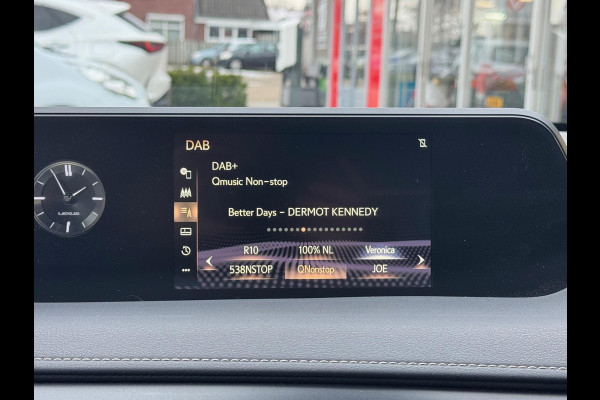 DAB
DAB+
Qmusic Non-stop
Better Days - DERMOT KENNEDY
R10 100% NL Veronica
538NSTOP QNonstop JOE
LEXUS